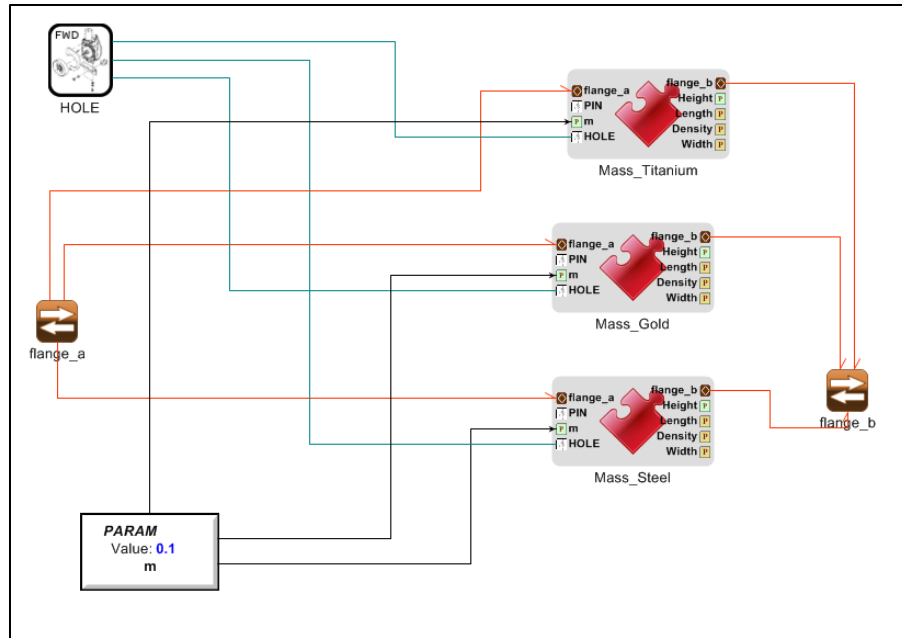 FWD
HOLE
flange_a
PIN
m
HOLE
flange_b
Height
Length
Density
Width
Mass_Titanium
flange_a
PIN
m
HOLE
flange_b
Height
Length
Density
Width
Mass_Gold
flange_a
flange_a
PIN
m
HOLE
flange_b
Height
Length
Density
Width
Mass_Steel
flange_b
PARAM
Value: 0.1
m